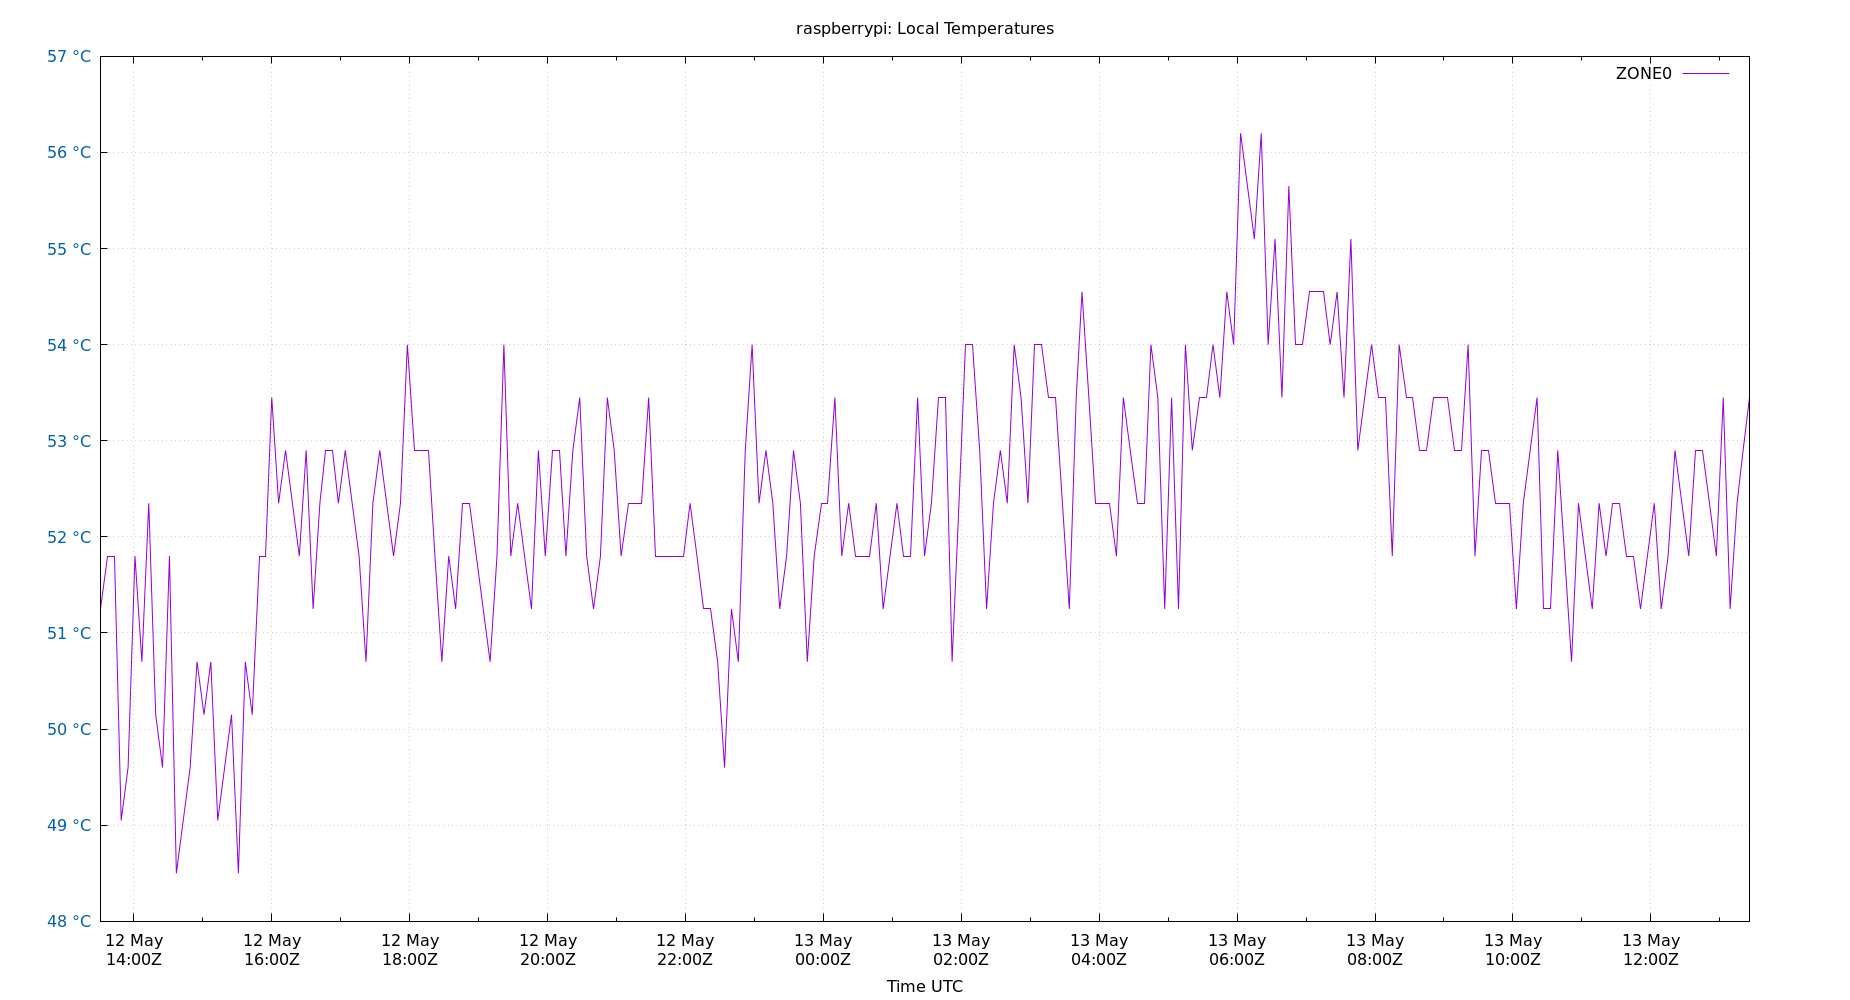 raspberrypi: Local Temperatures
57 °C
ZONE0
56 °C
55 °C
54 °C
53 °C
52 °C
51 °C
50 °C
49 °C
48 °C
12 May 12 May 12 May 12 May 12 May 13 May 13 May 13 May 13 May 13 May 13 May 13 May
14:00Z 16:00Z 18:00Z 20:00Z 22:00Z 00:00Z 02:00Z 04:00Z 06:00Z 08:00Z 10:00Z 12:00Z
Time UTC